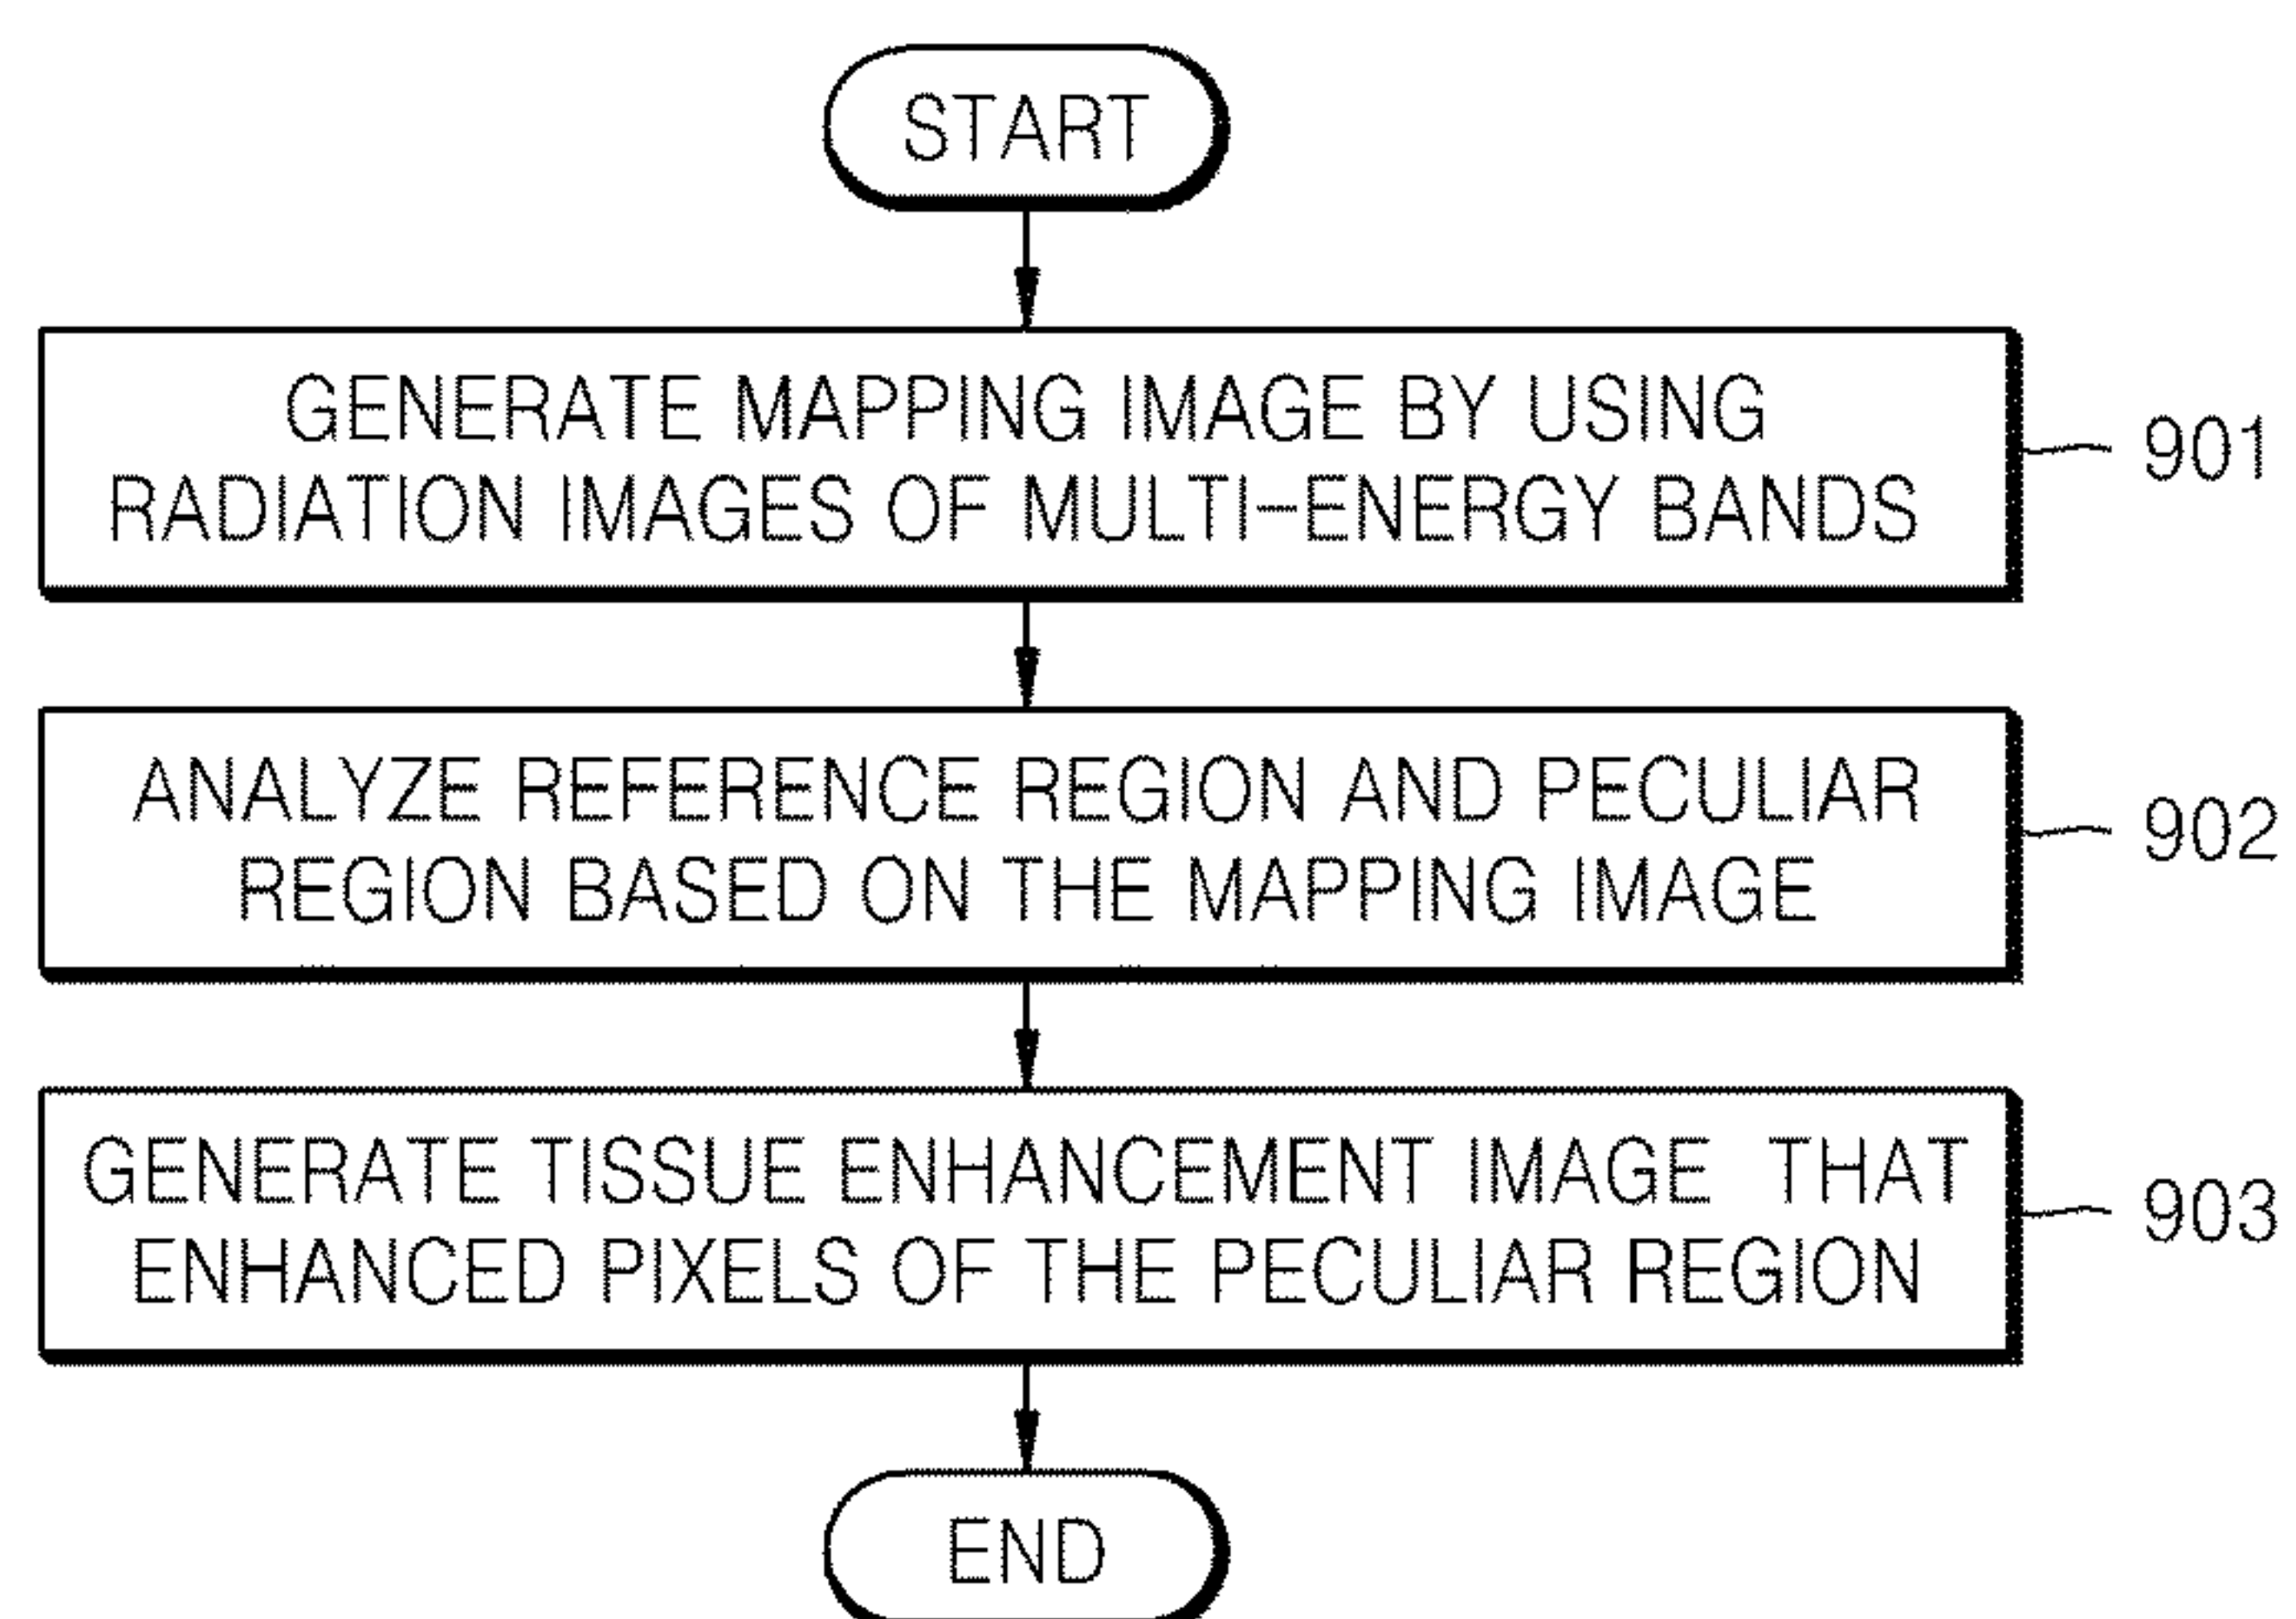 START
GENERATE MAPPING IMAGE BY USING
RADIATION IMAGES OF MULTI-ENERGY BANDS
901
ANALYZE REFERENCE REGION AND PECULIAR
REGION BASED ON THE MAPPING IMAGE
902
GENERATE TISSUE ENHANCEMENT IMAGE THAT
ENHANCED PIXELS OF THE PECULIAR REGION
903
END